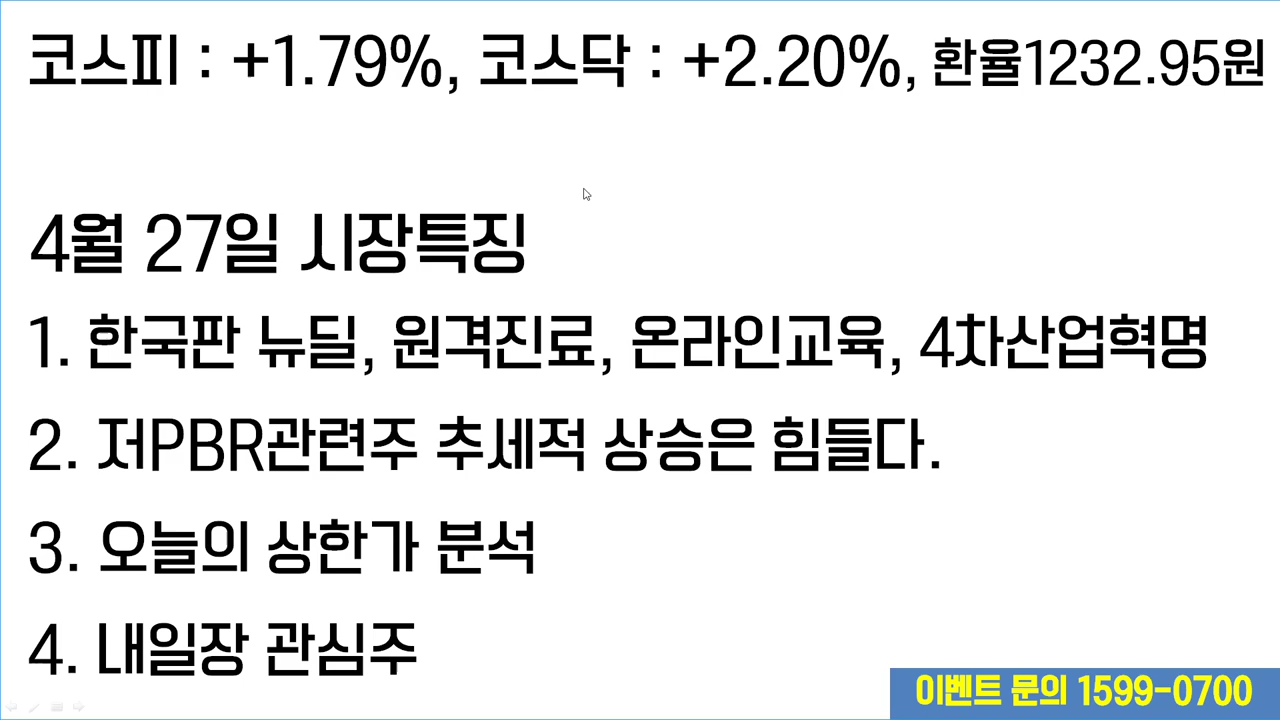 코스피 : +1.79%, 코스닥 : +2.20%, 환율1232.95원
4월 27일 시장특징
1. 한국판 뉴딜, 원격진료, 온라인교육, 4차산업혁명
2. 저PBR관련주 추세적 상승은 힘들다.
3. 오늘의 상한가 분석
4. 내일장 관심주
이벤트 문의 1599-0700